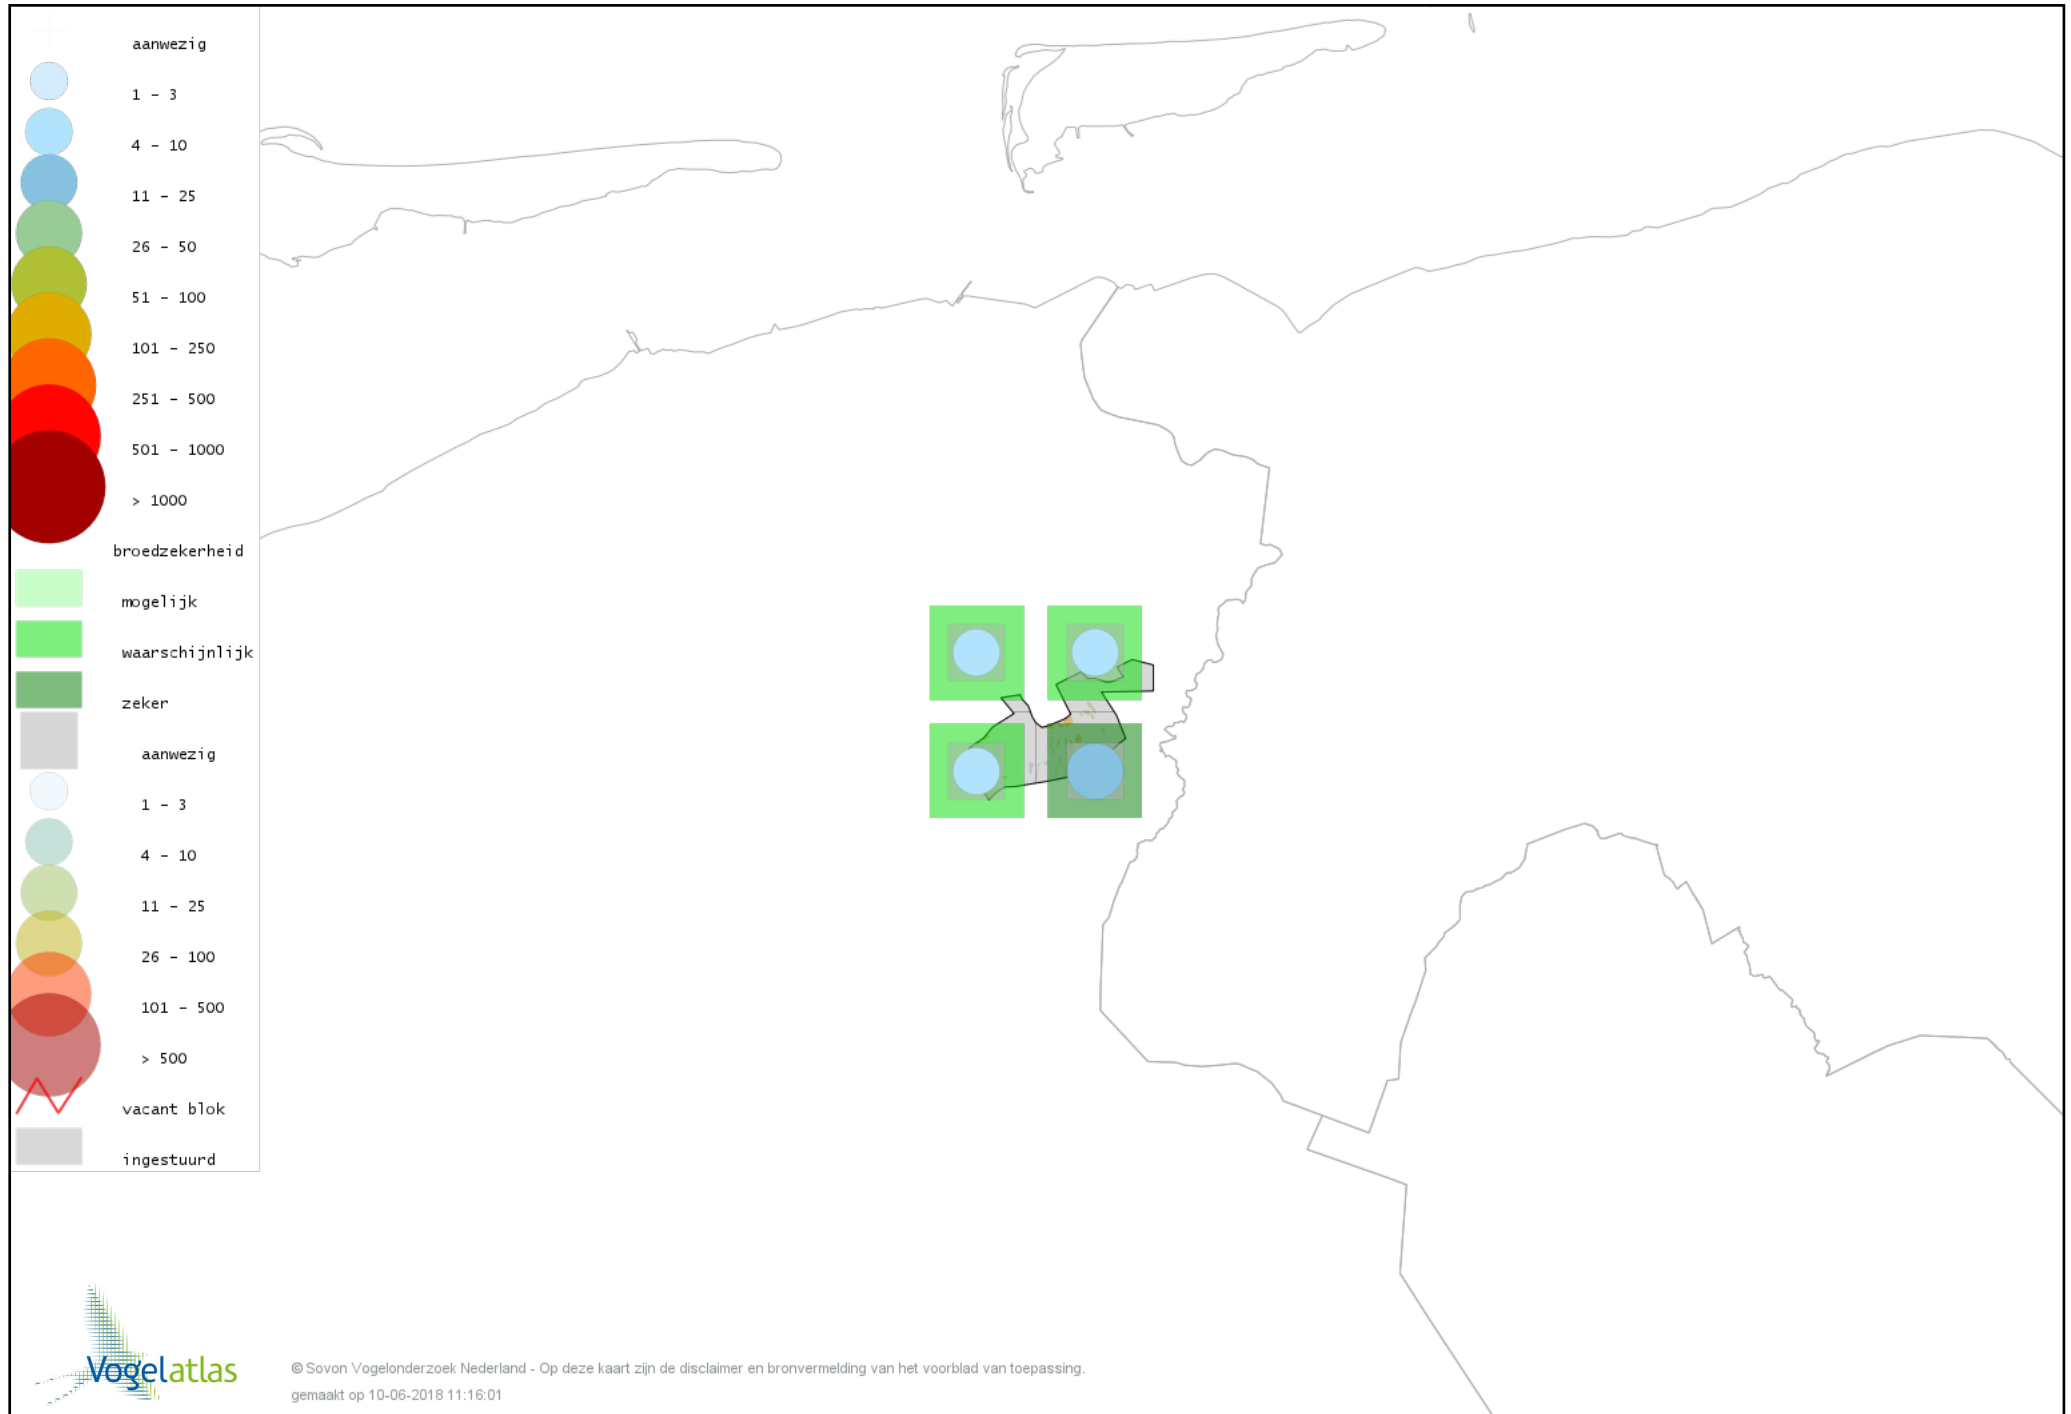 aanwezig
1 - 3
4 - 10
11 - 25
26 - 50
51 - 100
101 - 250
251 - 500
501 - 1000
> 1000
broedzekerheid
mogelijk
waarschijnlijk
zeker
aanwezig
1 - 3
4 - 10
11 - 25
26 - 100
101 - 500
> 500
vacant blok
ingestuurd
Vogelatlas
© Sovon Vogelonderzoek Nederland - Op deze kaart zijn de disclaimer en bronvermelding van het voorblad van toepassing.
gemaakt op 10-06-2018 11:16:01